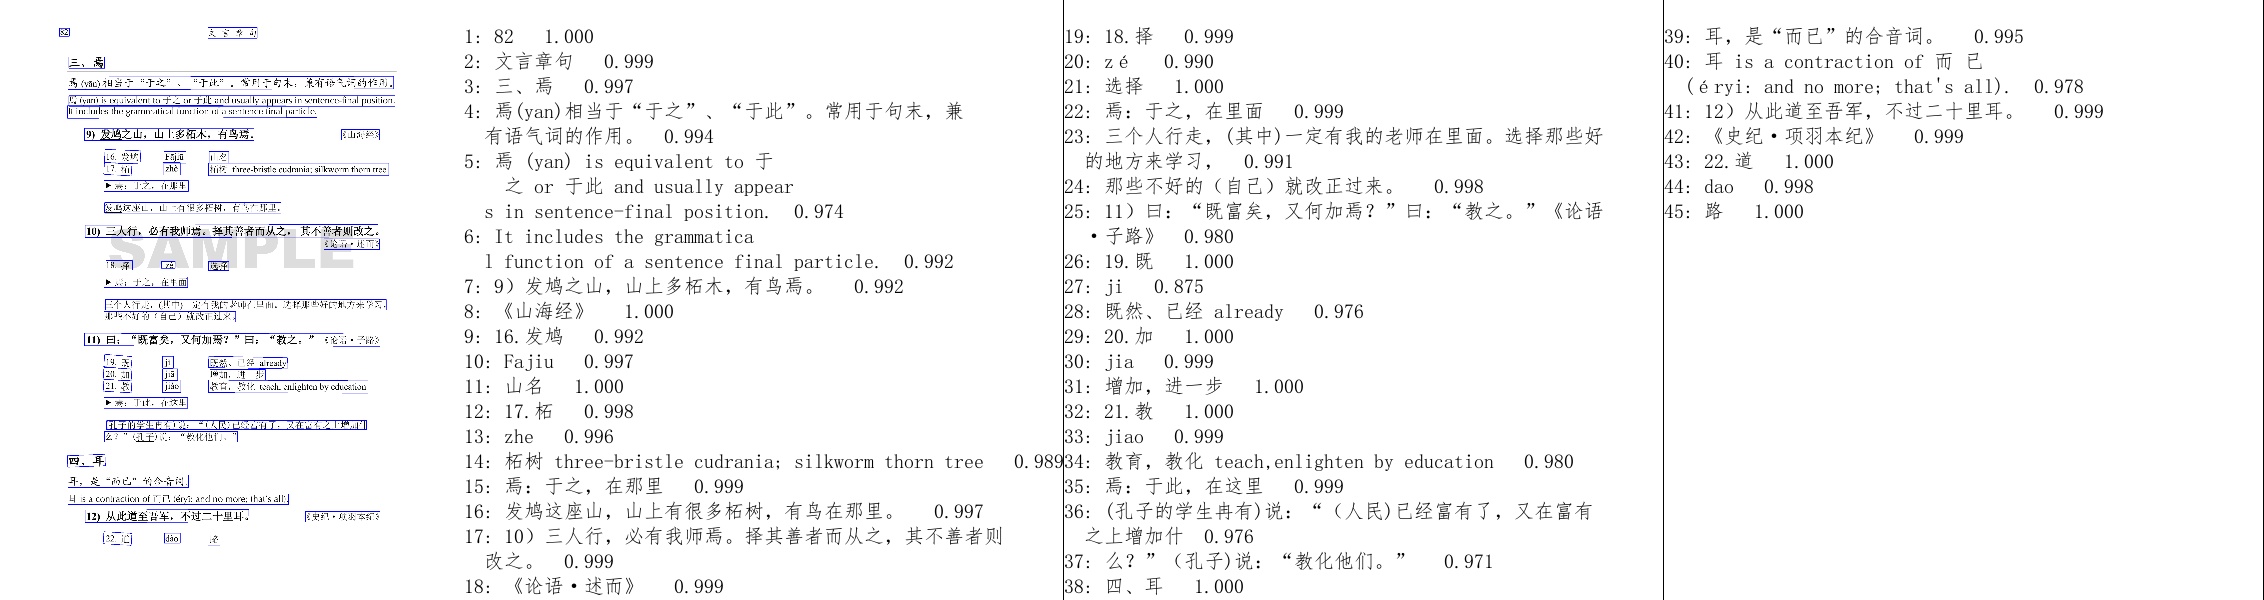 82
文言章句
三、焉
焉 (yān) 相当于“于之”、“于此”。常用于句末，兼有语气词的作用。
焉 (yān) is equivalent to 于之 or 于此 and usually appears in sentence-final position.
It includes the grammatical function of a sentence final particle.
9) 发鸠之山，山上多柘木，有鸟焉。 《山海经》
16. 发鸠 Fājiū 山名
17. 柘 zhè 柘树 three-bristle cudrania; silkworm thorn tree
▶ 焉：于之，在那里
发鸠这座山，山上有很多柘树，有鸟在那里。
10) 三人行，必有我师焉。择其善者而从之，其不善者则改之。
《论语·述而》
SAMPLE
18. 择 zé 选择
▶ 焉：于之，在里面
三个人行走，(其中)一定有我的老师在里面。选择那些好的地方来学习，
那些不好的（自己）就改正过来。
11) 曰：“既富矣，又何加焉？”曰：“教之。” 《论语·子路》
19. 既 jì 既然、已经 already
20. 加 jiā 增加，进一步
21. 教 jiào 教育，教化 teach, enlighten by education
▶ 焉：于此，在这里
(孔子的学生冉有)说：“(人民)已经富有了，又在富有之上增加什
么？”(孔子)说：“教化他们。”
四、耳
耳，是“而已”的合音词。
耳 is a contraction of 而已 (éryǐ: and no more; that's all).
12) 从此道至吾军，不过二十里耳。 《史纪·项羽本纪》
22. 道 dào 路
1: 82 1.000
2: 文言章句 0.999
3: 三、焉 0.997
4: 焉(yan)相当于“于之”、“于此”。常用于句末，兼
有语气词的作用。 0.994
5: 焉 (yan) is equivalent to 于
之 or 于此 and usually appear
s in sentence-final position. 0.974
6: It includes the grammatica
l function of a sentence final particle. 0.992
7: 9）发鸠之山，山上多柘木，有鸟焉。 0.992
8: 《山海经》 1.000
9: 16.发鸠 0.992
10: Fajiu 0.997
11: 山名 1.000
12: 17.柘 0.998
13: zhe 0.996
14: 柘树 three-bristle cudrania; silkworm thorn tree 0.989
15: 焉：于之，在那里 0.999
16: 发鸠这座山，山上有很多柘树，有鸟在那里。 0.997
17: 10）三人行，必有我师焉。择其善者而从之，其不善者则
改之。 0.999
18: 《论语·述而》 0.999
19: 18.择 0.999
20: zé 0.990
21: 选择 1.000
22: 焉：于之，在里面 0.999
23: 三个人行走，(其中)一定有我的老师在里面。选择那些好
的地方来学习， 0.991
24: 那些不好的（自己）就改正过来。 0.998
25: 11）曰：“既富矣，又何加焉？”曰：“教之。”《论语
·子路》 0.980
26: 19.既 1.000
27: ji 0.875
28: 既然、已经 already 0.976
29: 20.加 1.000
30: jia 0.999
31: 增加，进一步 1.000
32: 21.教 1.000
33: jiao 0.999
34: 教育，教化 teach,enlighten by education 0.980
35: 焉：于此，在这里 0.999
36: (孔子的学生冉有)说：“（人民)已经富有了，又在富有
之上增加什 0.976
37: 么？”（孔子)说：“教化他们。” 0.971
38: 四、耳 1.000
39: 耳，是“而已”的合音词。 0.995
40: 耳 is a contraction of 而 已
(éryi: and no more; that's all). 0.978
41: 12）从此道至吾军，不过二十里耳。 0.999
42: 《史纪·项羽本纪》 0.999
43: 22.道 1.000
44: dao 0.998
45: 路 1.000